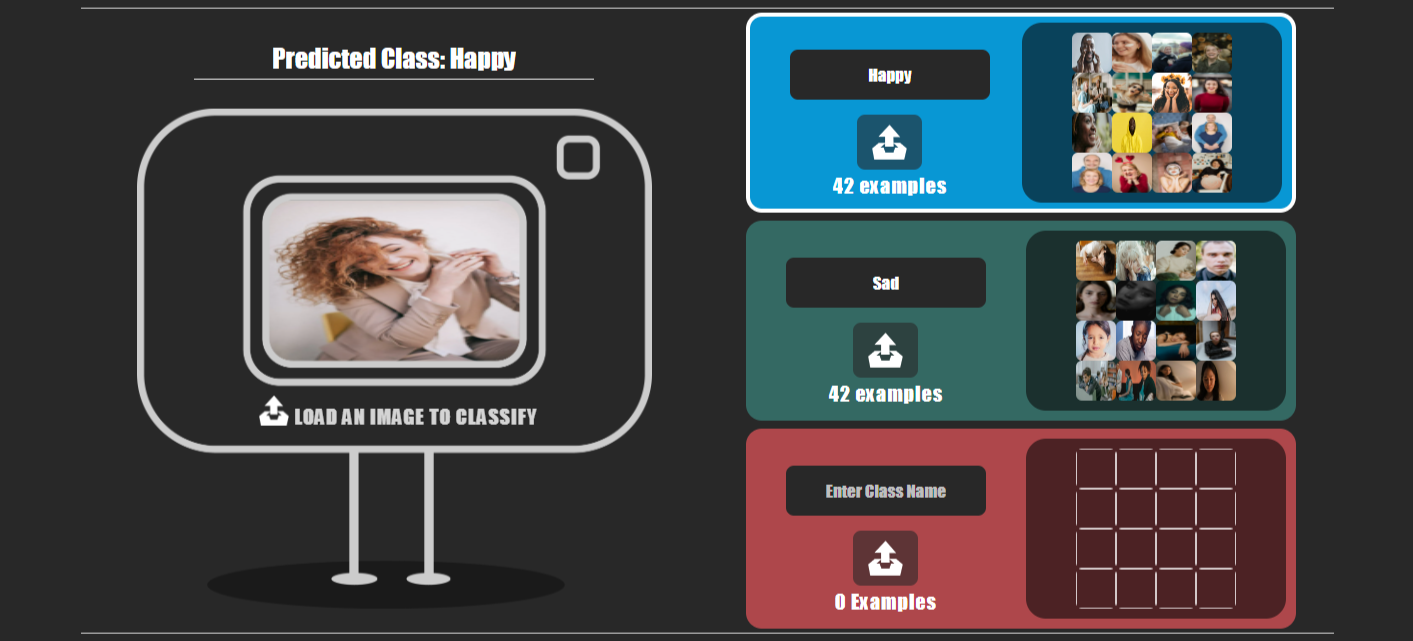 Predicted Class: Happy
LOAD AN IMAGE TO CLASSIFY
Happy
42 examples
Sad
42 examples
Enter Class Name
0 Examples